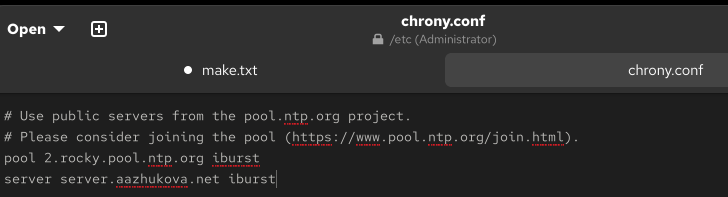 Open
chrony.conf
/etc (Administrator)
make.txt
chrony.conf
# Use public servers from the pool.ntp.org project.
# Please consider joining the pool (https://www.pool.ntp.org/join.html).
pool 2.rocky.pool.ntp.org iburst
server server.aazhukova.net iburst